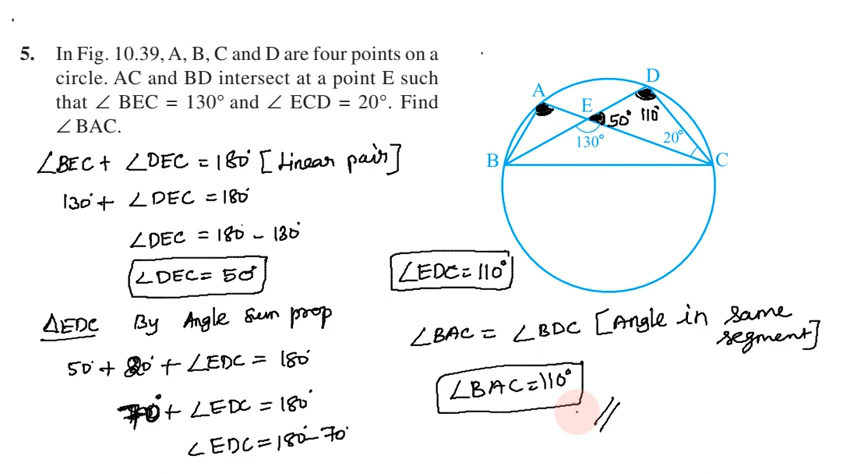 5. In Fig. 10.39, A, B, C and D are four points on a
circle. AC and BD intersect at a point E such
that ∠ BEC = 130° and ∠ ECD = 20°. Find
∠ BAC.
∠BEC + ∠DEC = 180° [Linear pair]
130° + ∠DEC = 180
∠DEC = 180 - 130
∠DEC = 50°
△EDC By Angle sum prop
50° + 20° + ∠EDC = 180°
70° + ∠EDC = 180°
∠EDC = 180 - 70°
A
D
E
50° 110°
130°
20°
B
C
∠EDC = 110°
∠BAC = ∠BDC [Angle in same
segment]
∠BAC = 110°